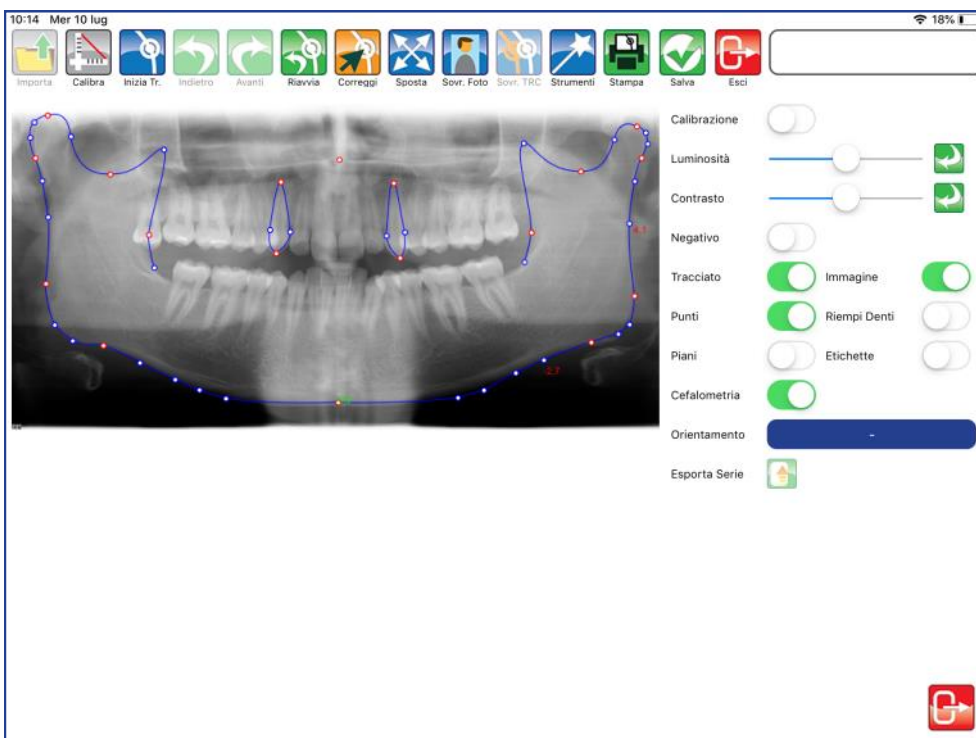 10:14 Mer 10 lug 18%
Importa Calibra Inizia Tr. Indietro Avanti Riavvia Correggi Sposta Sovr. Foto Sovr. TRC Strumenti Stampa Salva Esci
Calibrazione
Luminosità
Contrasto
Negativo
4.1
Tracciato Immagine
Punti Riempi Denti
Piani Etichette
-2.7
Cefalometria
Orientamento -
Esporta Serie